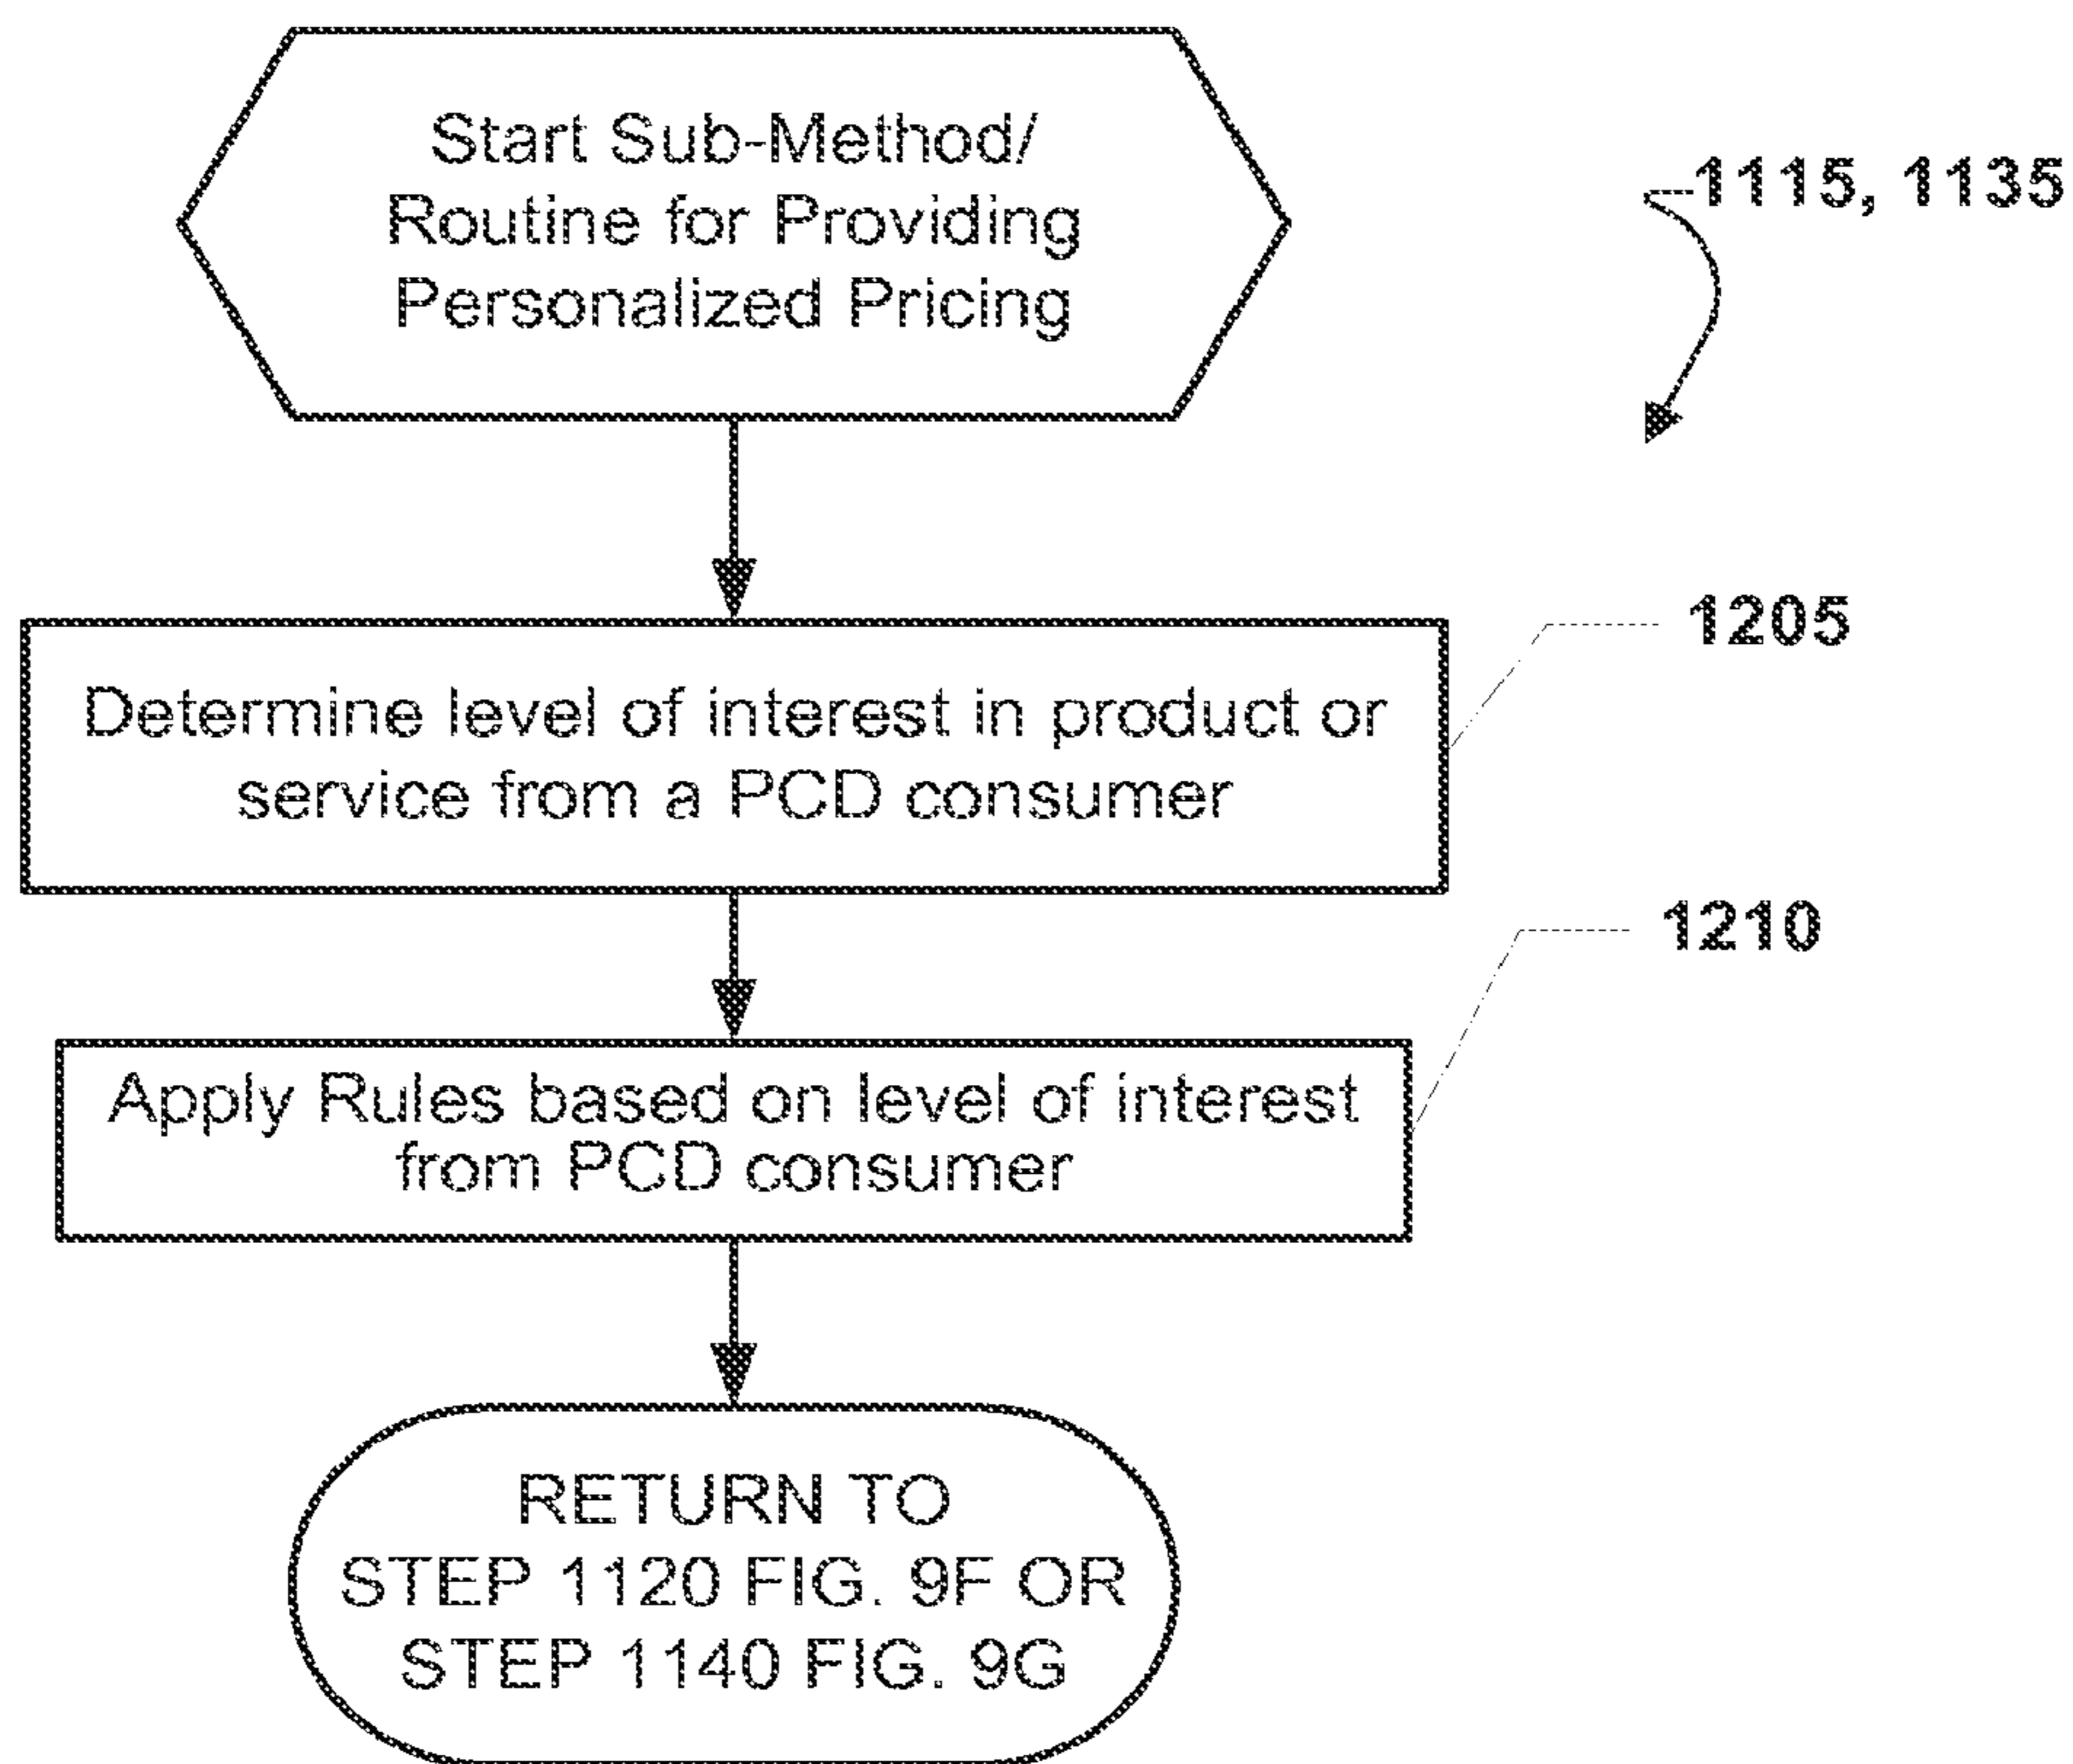 Start Sub-Method/
Routine for Providing
Personalized Pricing
1115, 1135
1205
Determine level of interest in product or
service from a PCD consumer
1210
Apply Rules based on level of interest
from PCD consumer
RETURN TO
STEP 1120 FIG. 9F OR
STEP 1140 FIG. 9G